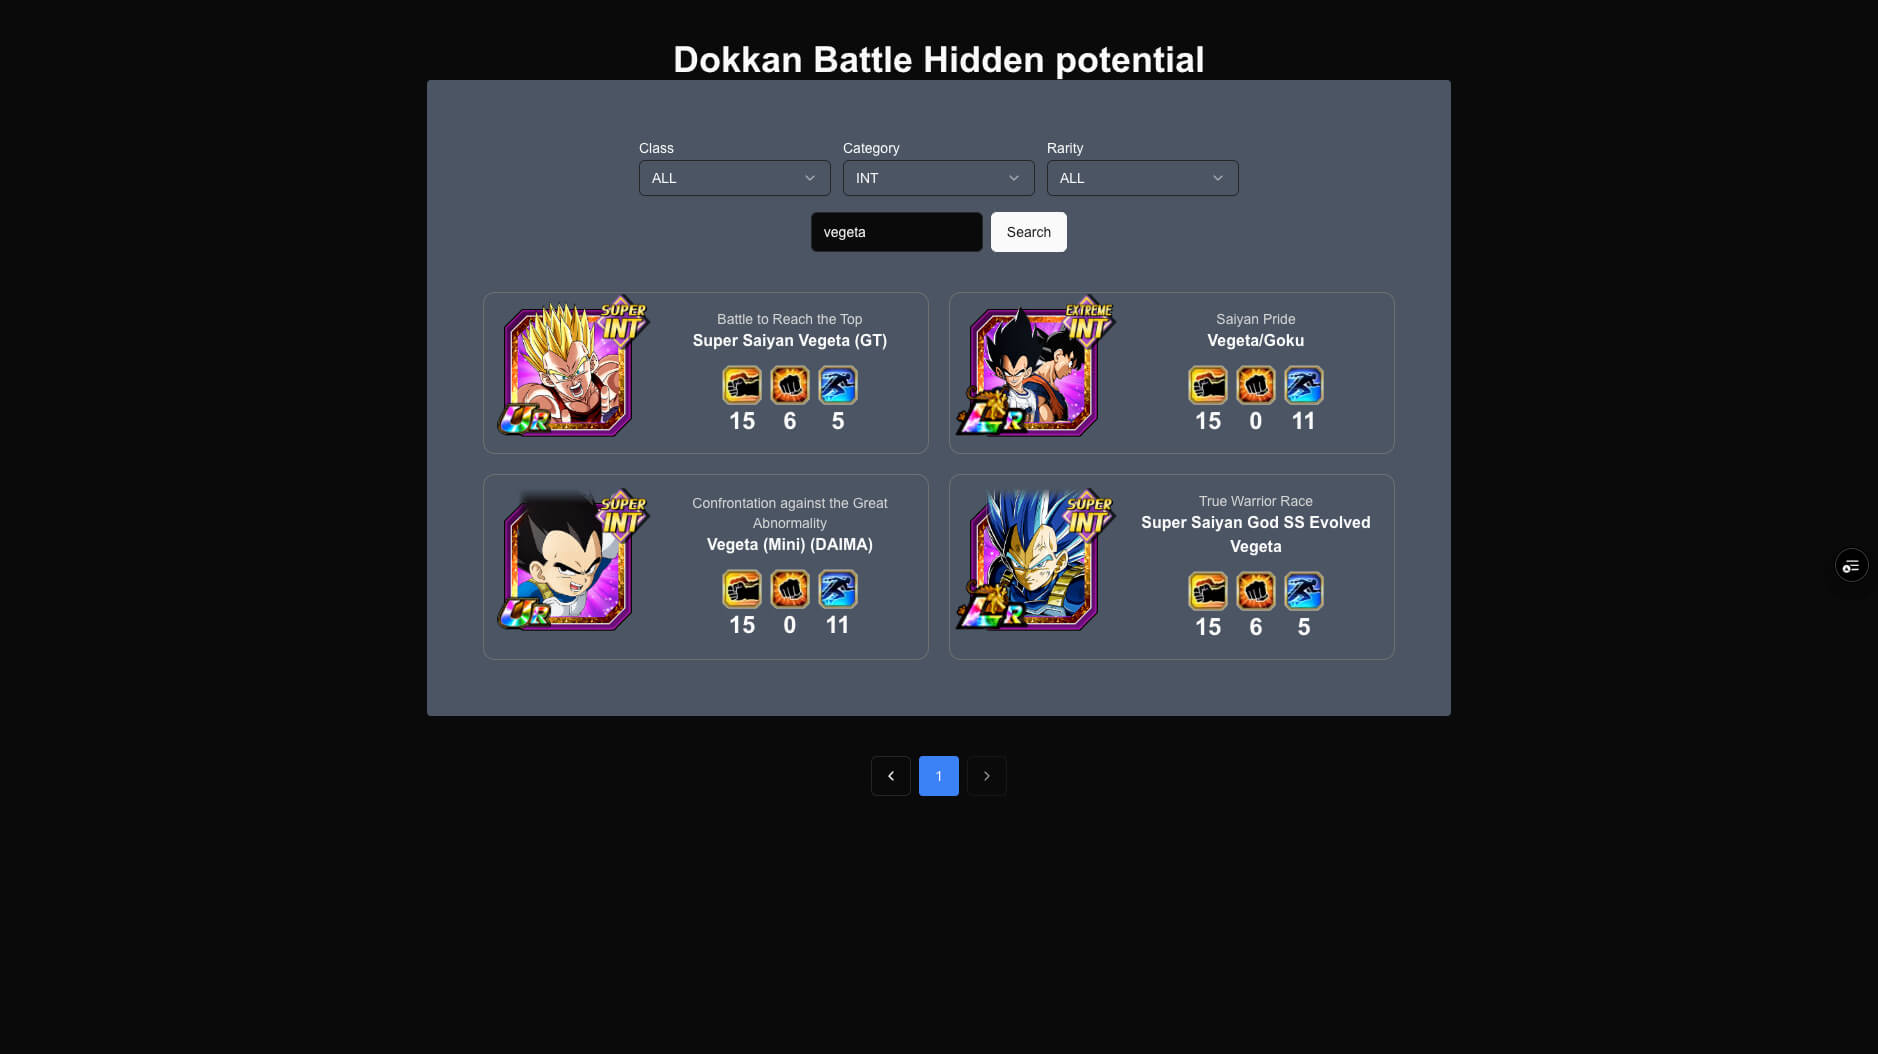 Dokkan Battle Hidden potential
Class
Category
Rarity
ALL
INT
ALL
vegeta
Search
SUPER
INT
UR
Battle to Reach the Top
Super Saiyan Vegeta (GT)
15 6 5
EXTREME
INT
LR
Saiyan Pride
Vegeta/Goku
15 0 11
SUPER
INT
UR
Confrontation against the Great
Abnormality
Vegeta (Mini) (DAIMA)
15 0 11
SUPER
INT
LR
True Warrior Race
Super Saiyan God SS Evolved
Vegeta
15 6 5
1